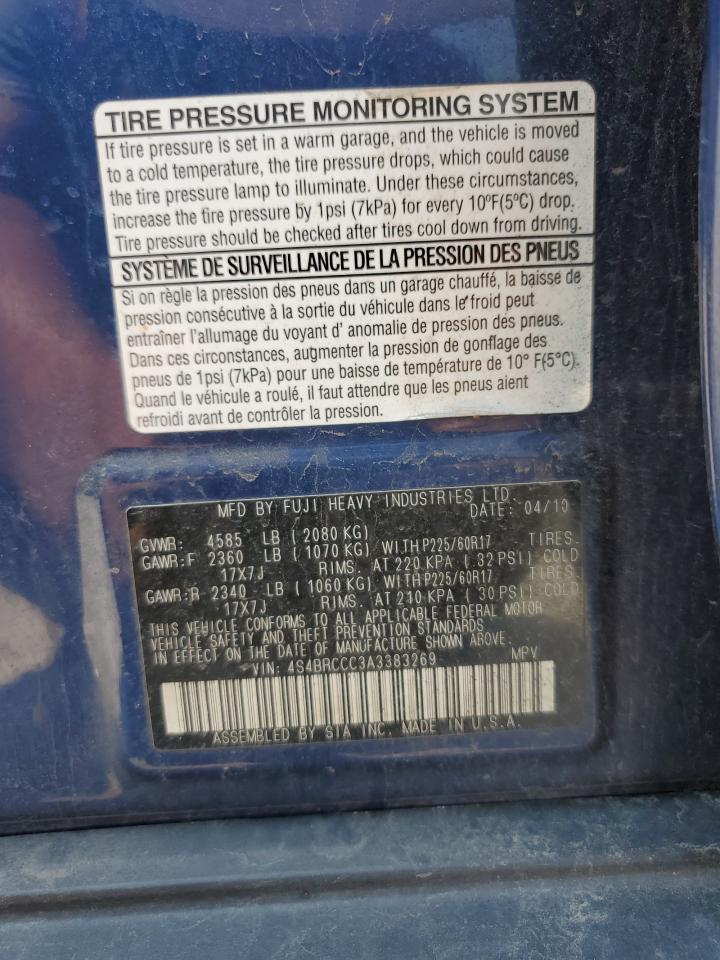 TIRE PRESSURE MONITORING SYSTEM
If tire pressure is set in a warm garage, and the vehicle is moved
to a cold temperature, the tire pressure drops, which could cause
the tire pressure lamp to illuminate. Under these circumstances,
increase the tire pressure by 1psi (7kPa) for every 10ºF(5ºC) drop.
Tire pressure should be checked after tires cool down from driving.
SYSTÈME DE SURVEILLANCE DE LA PRESSION DES PNEUS
Si on règle la pression des pneus dans un garage chauffé, la baisse de
pression consécutive à la sortie du véhicule dans le froid peut
entraîner l'allumage du voyant d' anomalie de pression des pneus.
Dans ces circonstances, augmenter la pression de gonflage des
pneus de 1psi (7kPa) pour une baisse de température de 10° F(5°C).
Quand le véhicule a roulé, il faut attendre que les pneus aient
refroidi avant de contrôler la pression.
MFD BY FUJI HEAVY INDUSTRIES LTD.
DATE: 04/10
GVWR: 4585 LB ( 2080 KG)
GAWR:F 2360 LB ( 1070 KG) WITH P225/60R17 TIRES.
17X7J RIMS. AT 220 KPA ( 32 PSI) COLD
GAWR:R 2340 LB ( 1060 KG) WITH P225/60R17 TIRES.
17X7J RIMS. AT 210 KPA ( 30 PSI) COLD
THIS VEHICLE CONFORMS TO ALL APPLICABLE FEDERAL MOTOR
VEHICLE SAFETY AND THEFT PREVENTION STANDARDS
IN EFFECT ON THE DATE OF MANUFACTURE SHOWN ABOVE.
VIN: 4S4BRCCC3A3383269 MPV
ASSEMBLED BY SIA INC. MADE IN U.S.A.